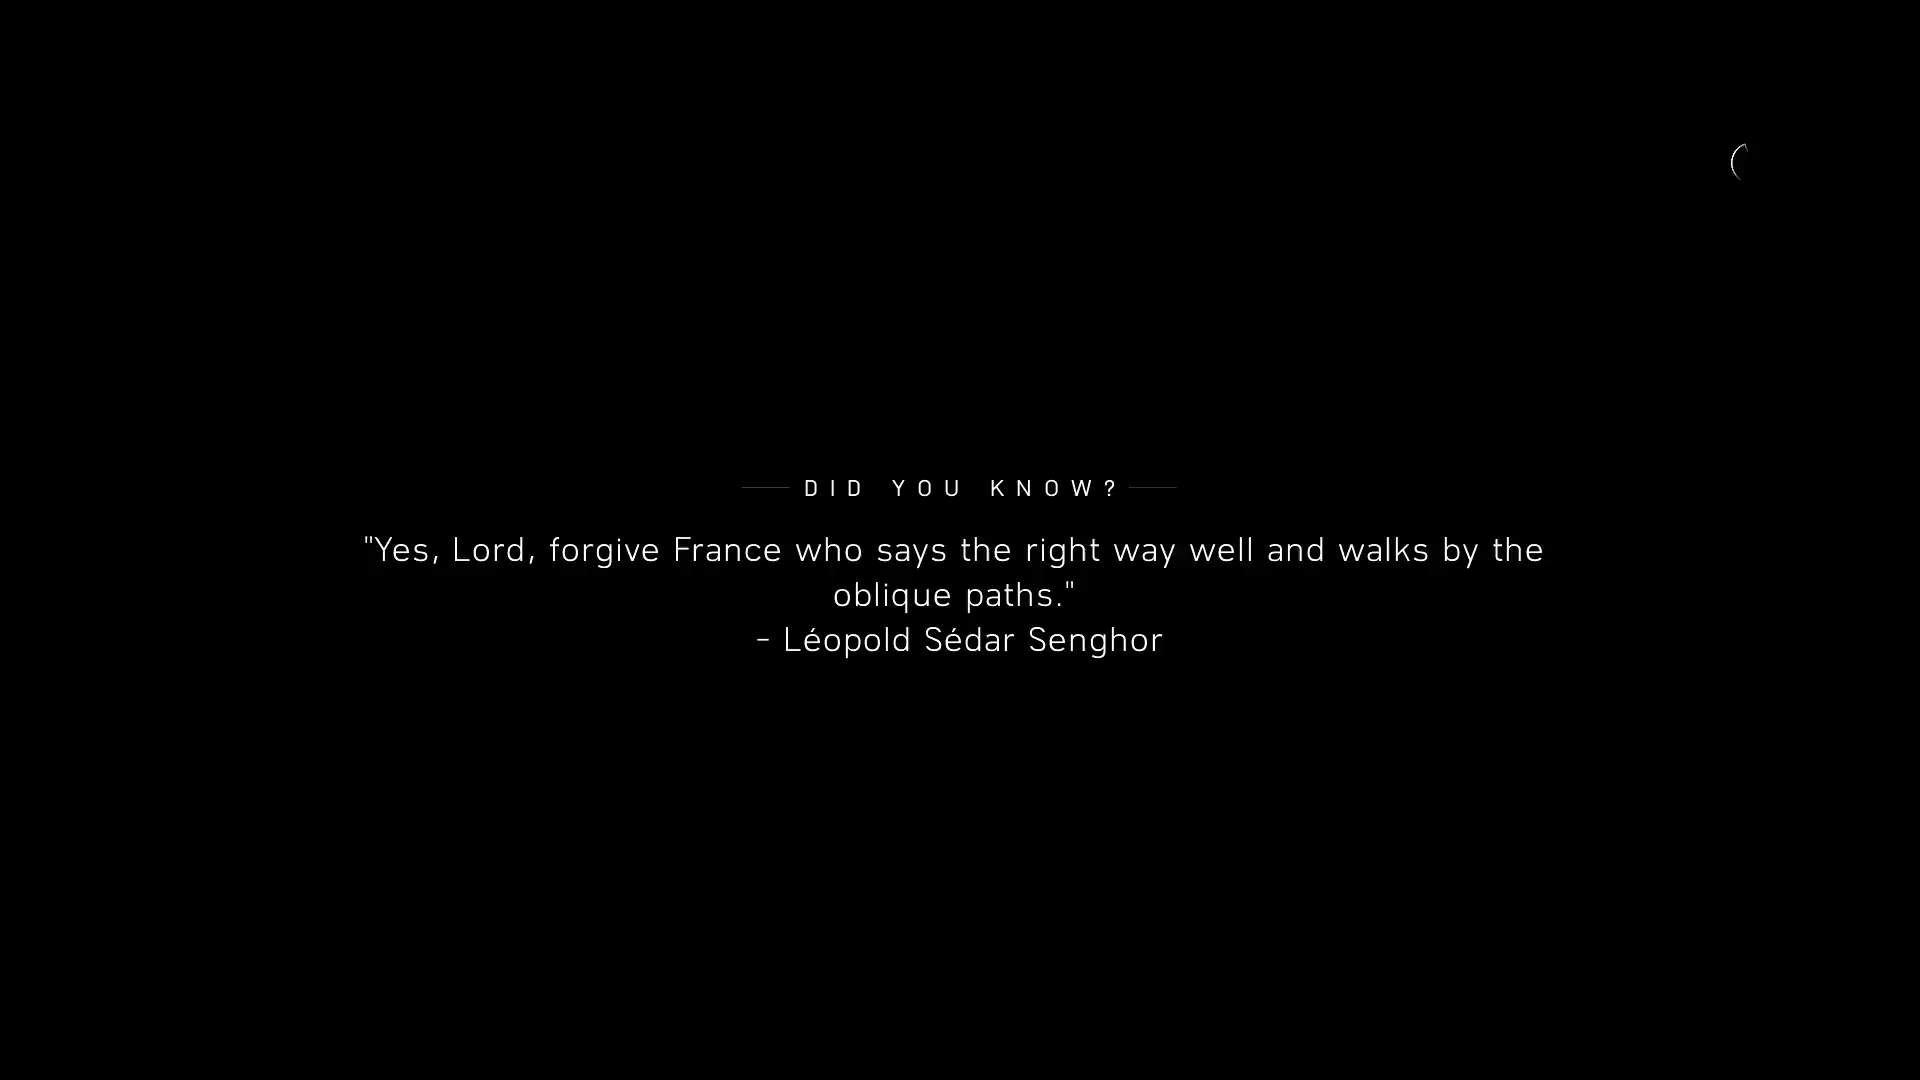 DID YOU KNOW?
"Yes, Lord, forgive France who says the right way well and walks by the
oblique paths."
- Léopold Sédar Senghor